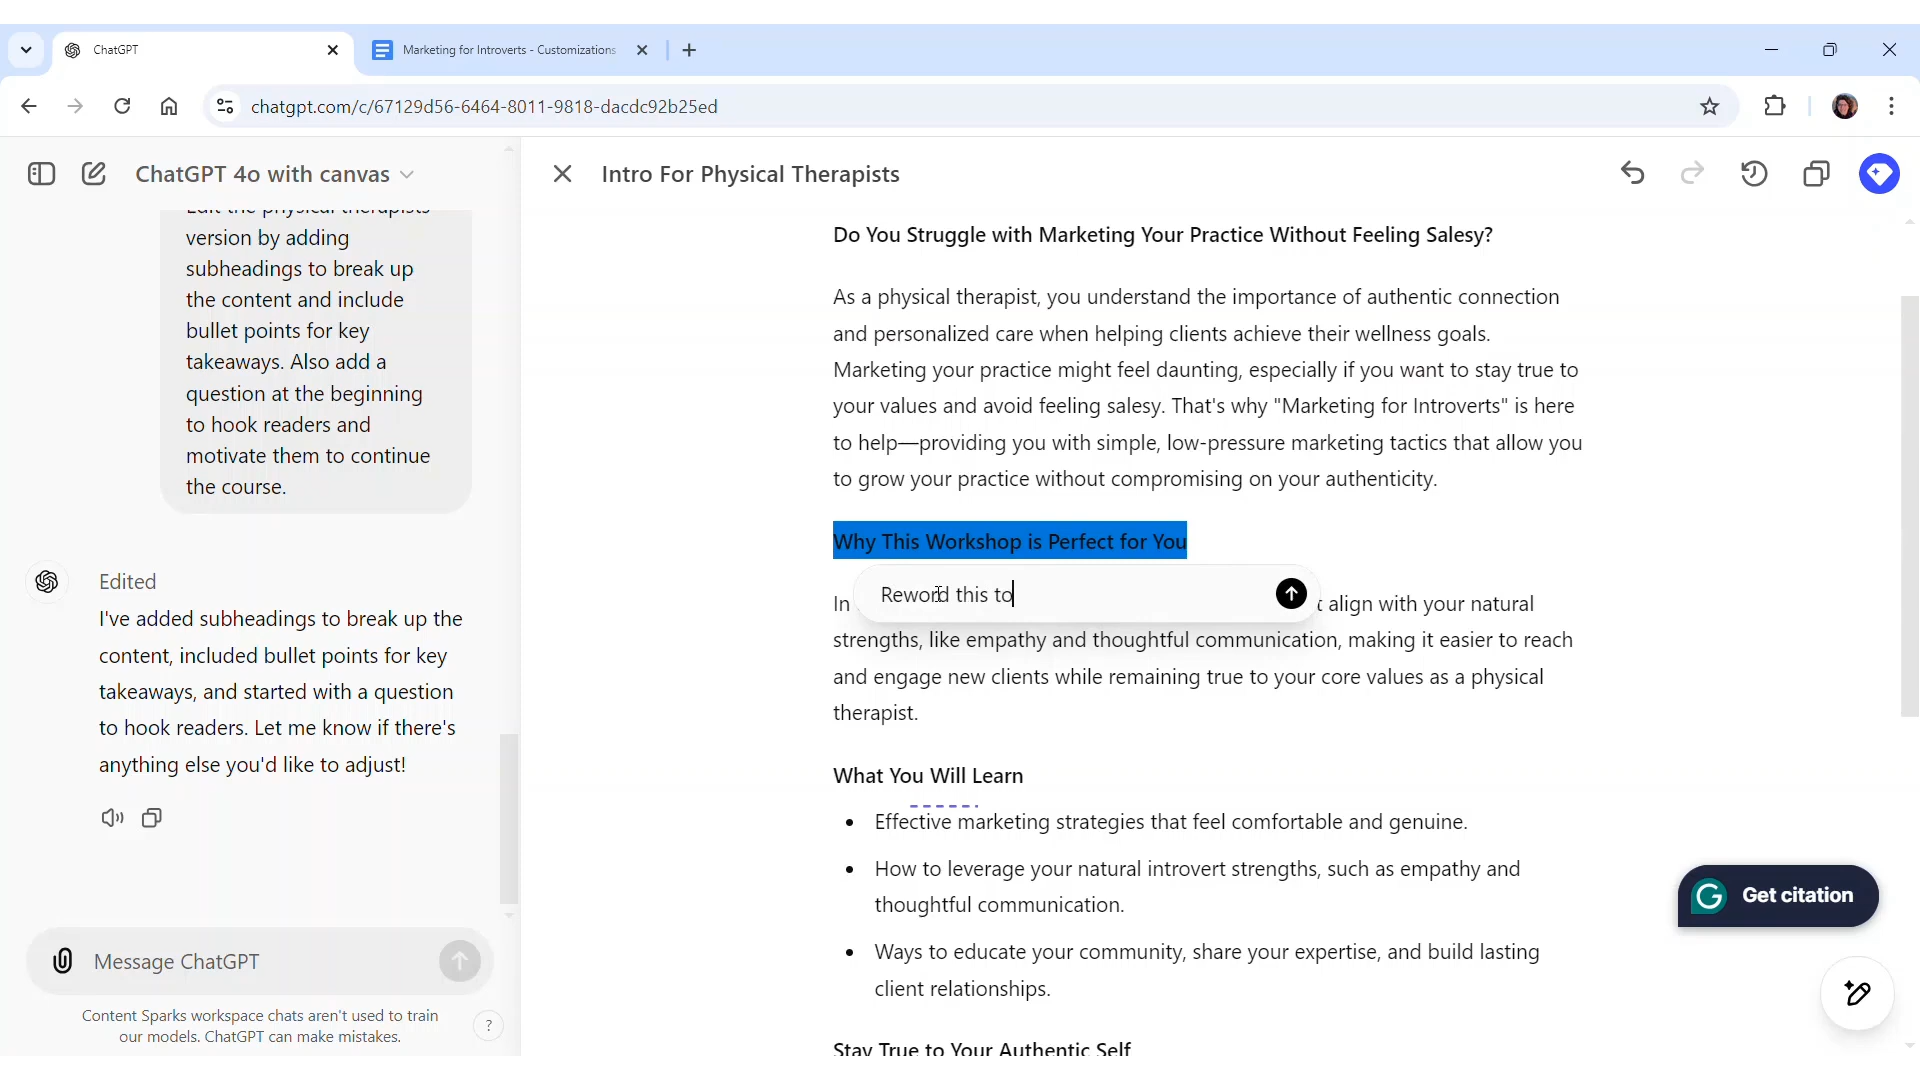 ChatGPT
Marketing for Introverts - Customizations
chatgpt.com/c/67129d56-6464-8011-9818-dacdc92b25ed
ChatGPT 4o with canvas
Edit the physical therapists
version by adding
subheadings to break up
the content and include
bullet points for key
takeaways. Also add a
question at the beginning
to hook readers and
motivate them to continue
the course.
Edited
I've added subheadings to break up the
content, included bullet points for key
takeaways, and started with a question
to hook readers. Let me know if there's
anything else you'd like to adjust!
Message ChatGPT
Content Sparks workspace chats aren't used to train
our models. ChatGPT can make mistakes.
?
Intro For Physical Therapists
Do You Struggle with Marketing Your Practice Without Feeling Salesy?
As a physical therapist, you understand the importance of authentic connection
and personalized care when helping clients achieve their wellness goals.
Marketing your practice might feel daunting, especially if you want to stay true to
your values and avoid feeling salesy. That's why "Marketing for Introverts" is here
to help—providing you with simple, low-pressure marketing tactics that allow you
to grow your practice without compromising on your authenticity.
Why This Workshop is Perfect for You
Reword this to
In align with your natural
strengths, like empathy and thoughtful communication, making it easier to reach
and engage new clients while remaining true to your core values as a physical
therapist.
What You Will Learn
• Effective marketing strategies that feel comfortable and genuine.
• How to leverage your natural introvert strengths, such as empathy and
thoughtful communication.
• Ways to educate your community, share your expertise, and build lasting
client relationships.
Stay True to Your Authentic Self
Get citation